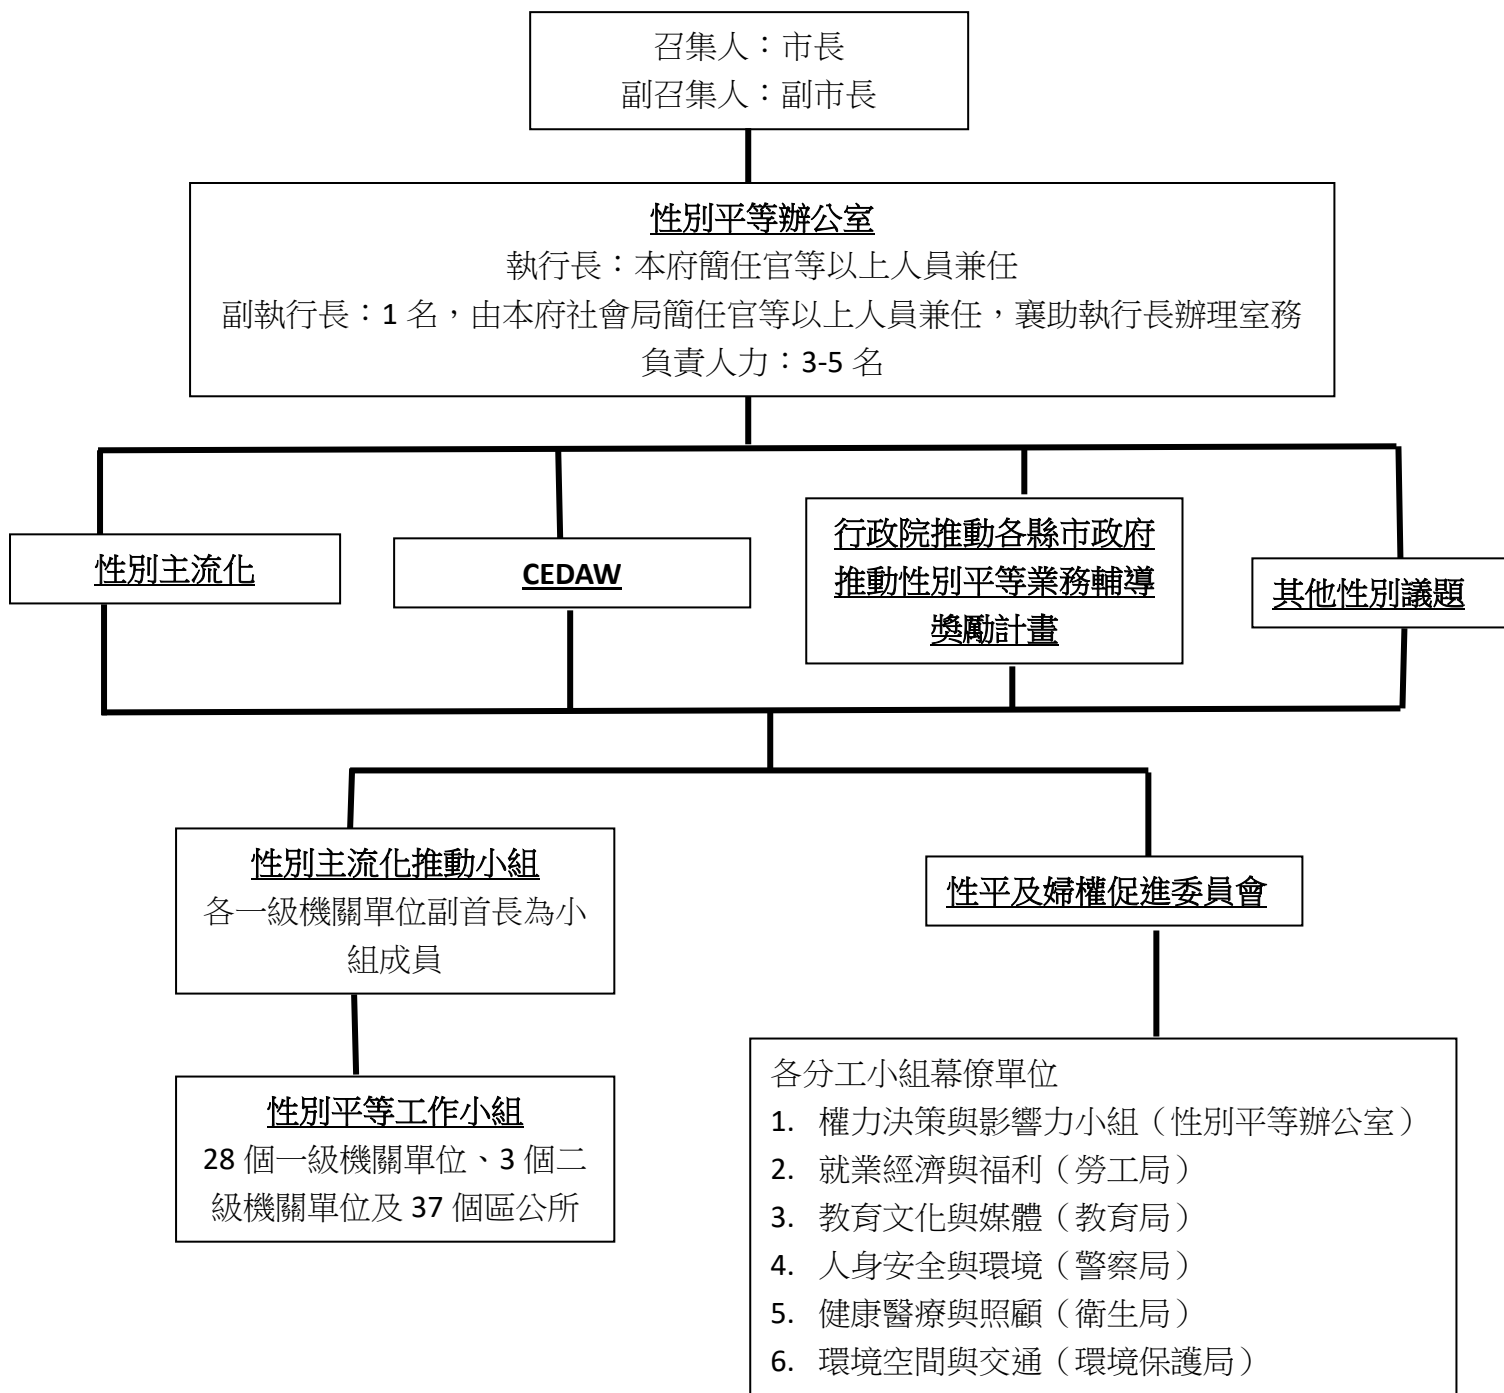 召集人：市長
副召集人：副市長
性別平等辦公室
執行長：本府簡任官等以上人員兼任
副執行長：1 名，由本府社會局簡任官等以上人員兼任，襄助執行長辦理室務
負責人力：3-5 名
性別主流化
CEDAW
行政院推動各縣市政府
推動性別平等業務輔導
獎勵計畫
其他性別議題
性別主流化推動小組
各一級機關單位副首長為小
組成員
性平及婦權促進委員會
性別平等工作小組
28 個一級機關單位、3 個二
級機關單位及 37 個區公所
各分工小組幕僚單位
1. 權力決策與影響力小組（性別平等辦公室）
2. 就業經濟與福利（勞工局）
3. 教育文化與媒體（教育局）
4. 人身安全與環境（警察局）
5. 健康醫療與照顧（衛生局）
6. 環境空間與交通（環境保護局）